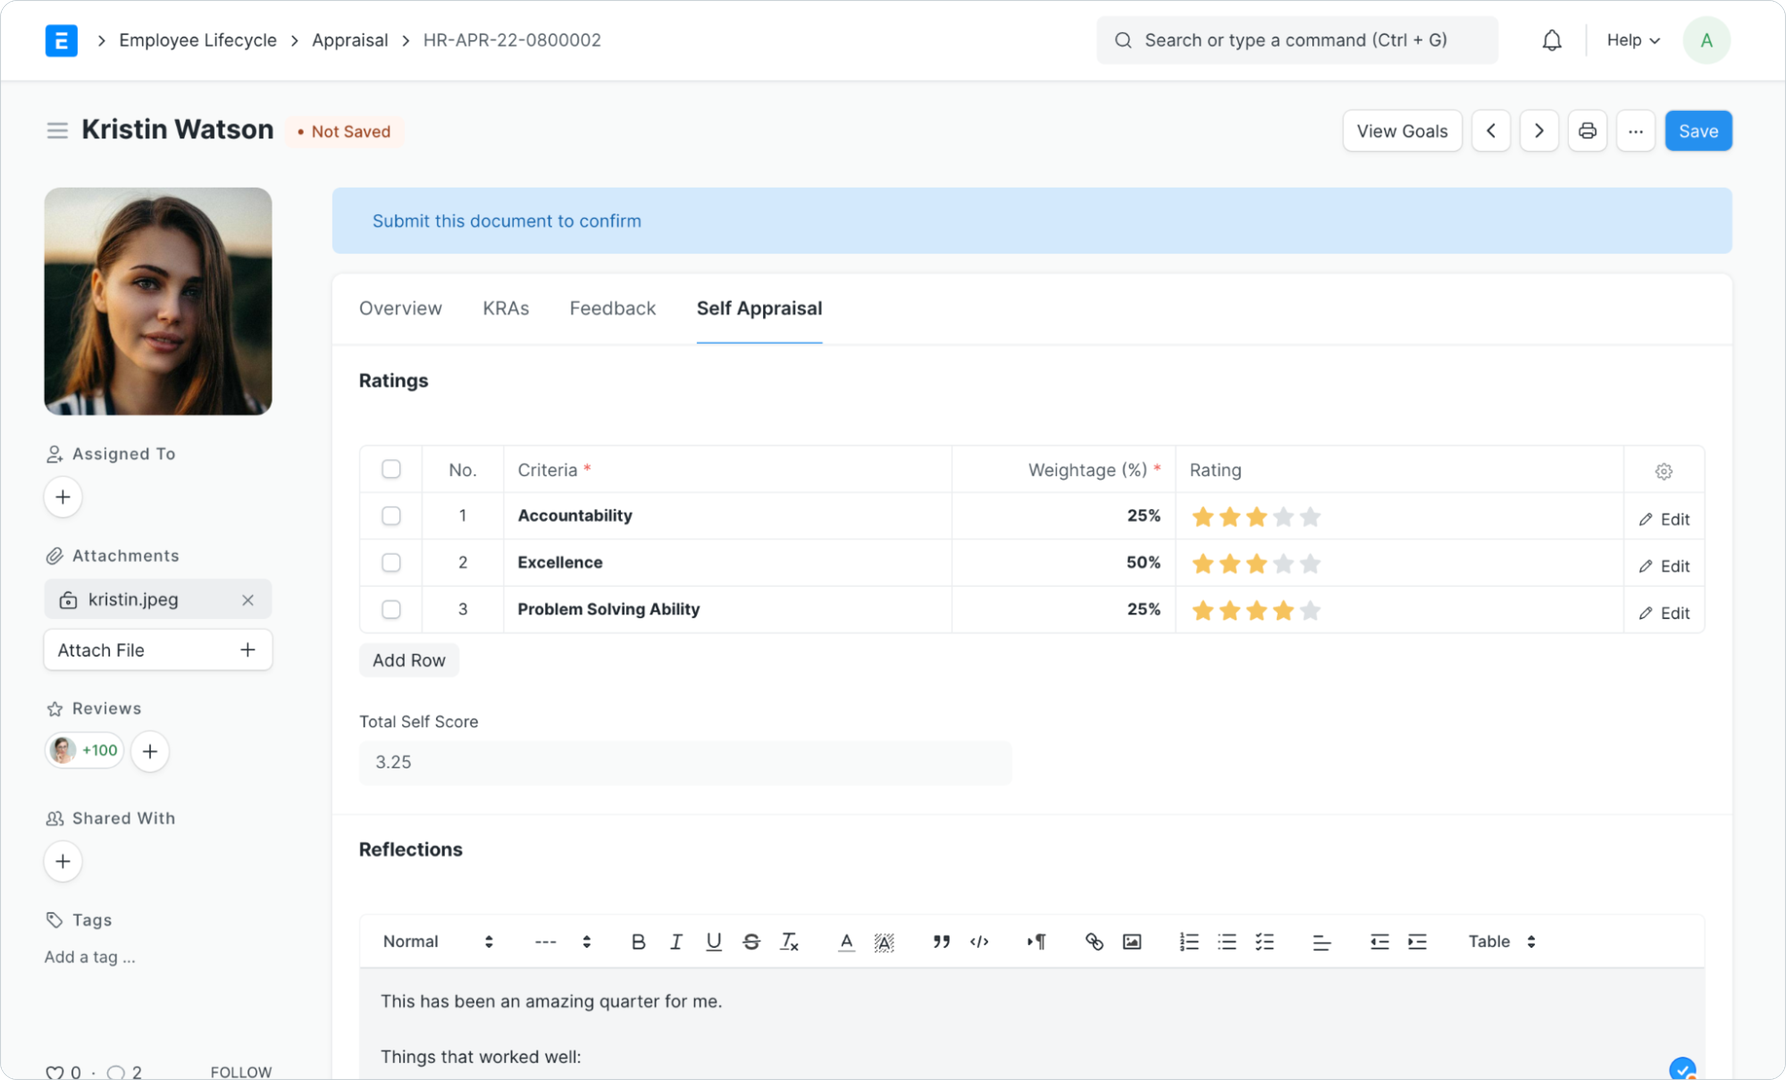 E
Employee Lifecycle
Appraisal
HR-APR-22-0800002
Search or type a command (Ctrl + G)
Help
A
Kristin Watson
• Not Saved
View Goals
...
Save
Submit this document to confirm
Overview
KRAs
Feedback
Self Appraisal
Assigned To
Attachments
kristin.jpeg
Attach File
Reviews
+100
Shared With
Tags
Add a tag ...
0 · 2
FOLLOW
Ratings
No. Criteria * Weightage (%) * Rating
1 Accountability 25% Edit
2 Excellence 50% Edit
3 Problem Solving Ability 25% Edit
Add Row
Total Self Score
3.25
Reflections
Normal --- B I U S Tx A A Table
This has been an amazing quarter for me.
Things that worked well: